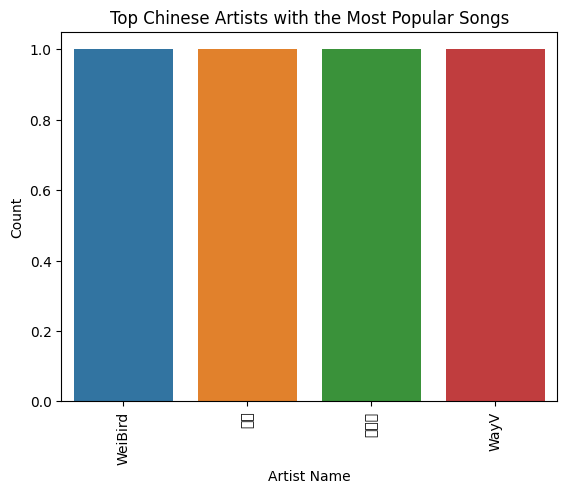 Top Chinese Artists with the Most Popular Songs
1.0
0.8
0.6
0.4
0.2
0.0
Count
WeiBird
WayV
Artist Name